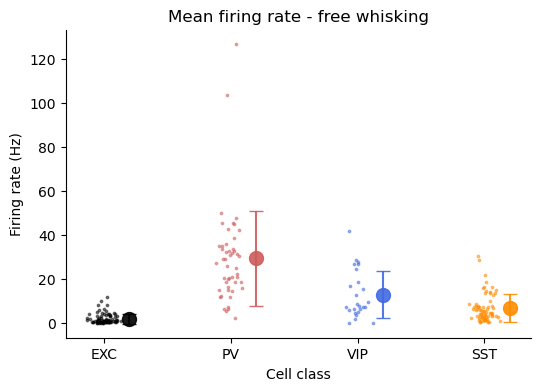 Mean firing rate - free whisking
Firing rate (Hz)
120
100
80
60
40
20
0
EXC PV VIP SST
Cell class